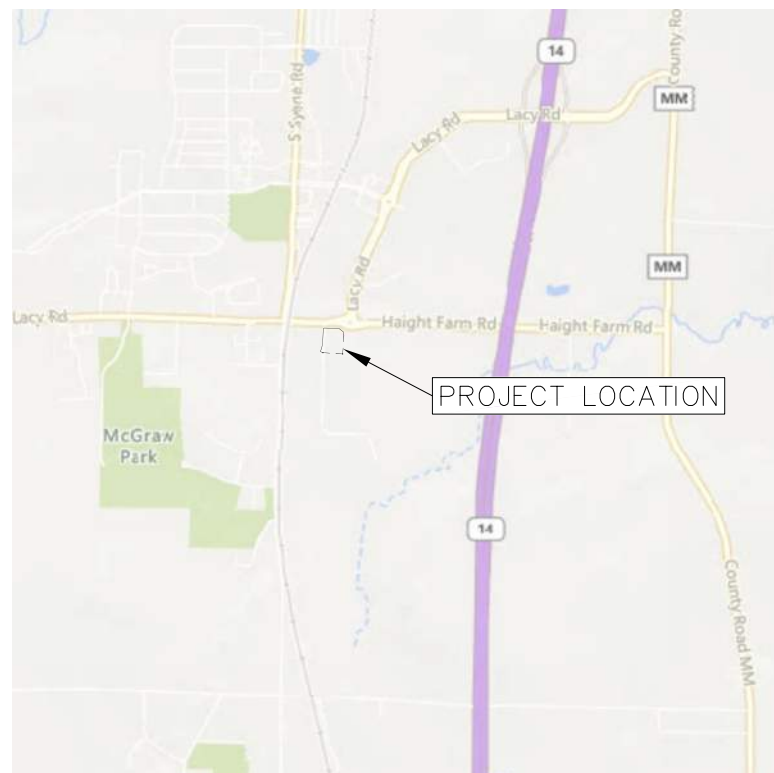 14
County Ro
S Syene Rd
MM
Lacy Rd
Lacy Rd
Lacy Rd
MM
Lacy Rd
Haight Farm Rd
Haight Farm Rd
PROJECT LOCATION
McGraw
Park
14
County Road MM